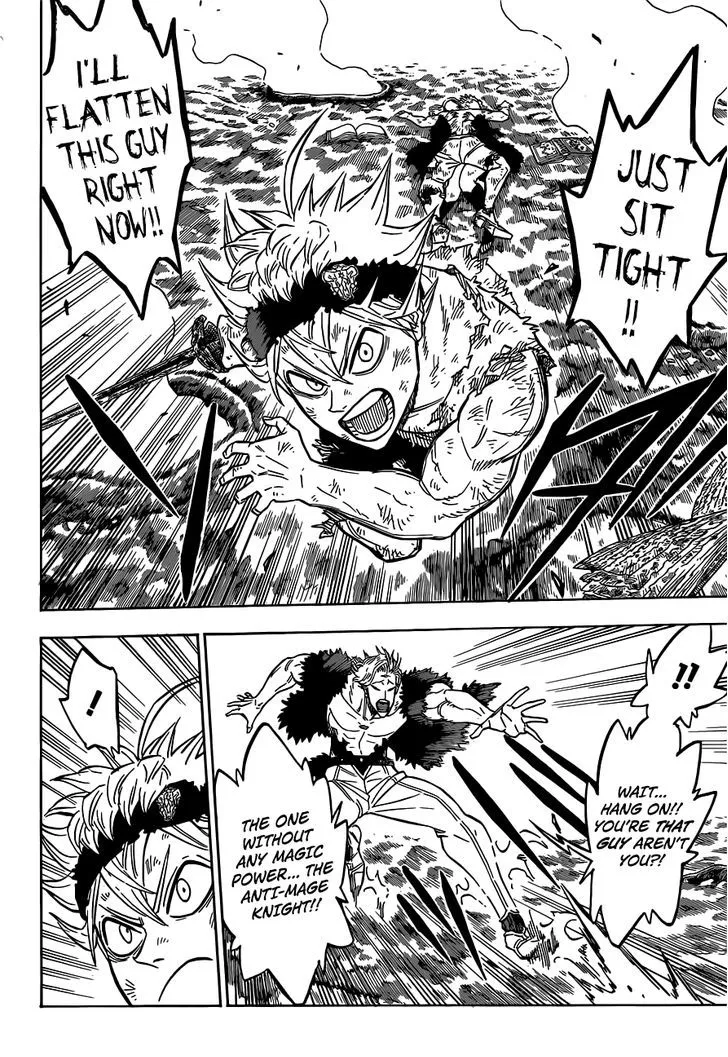 JUST
SIT
TIGHT
!!
I'LL
FLATTEN
THIS GUY
RIGHT
NOW!!
!!
WAIT...
HANG ON!!
YOU'RE THAT
GUY AREN'T
YOU?!
THE ONE
WITHOUT
ANY MAGIC
POWER... THE
ANTI-MAGE
KNIGHT!!
!